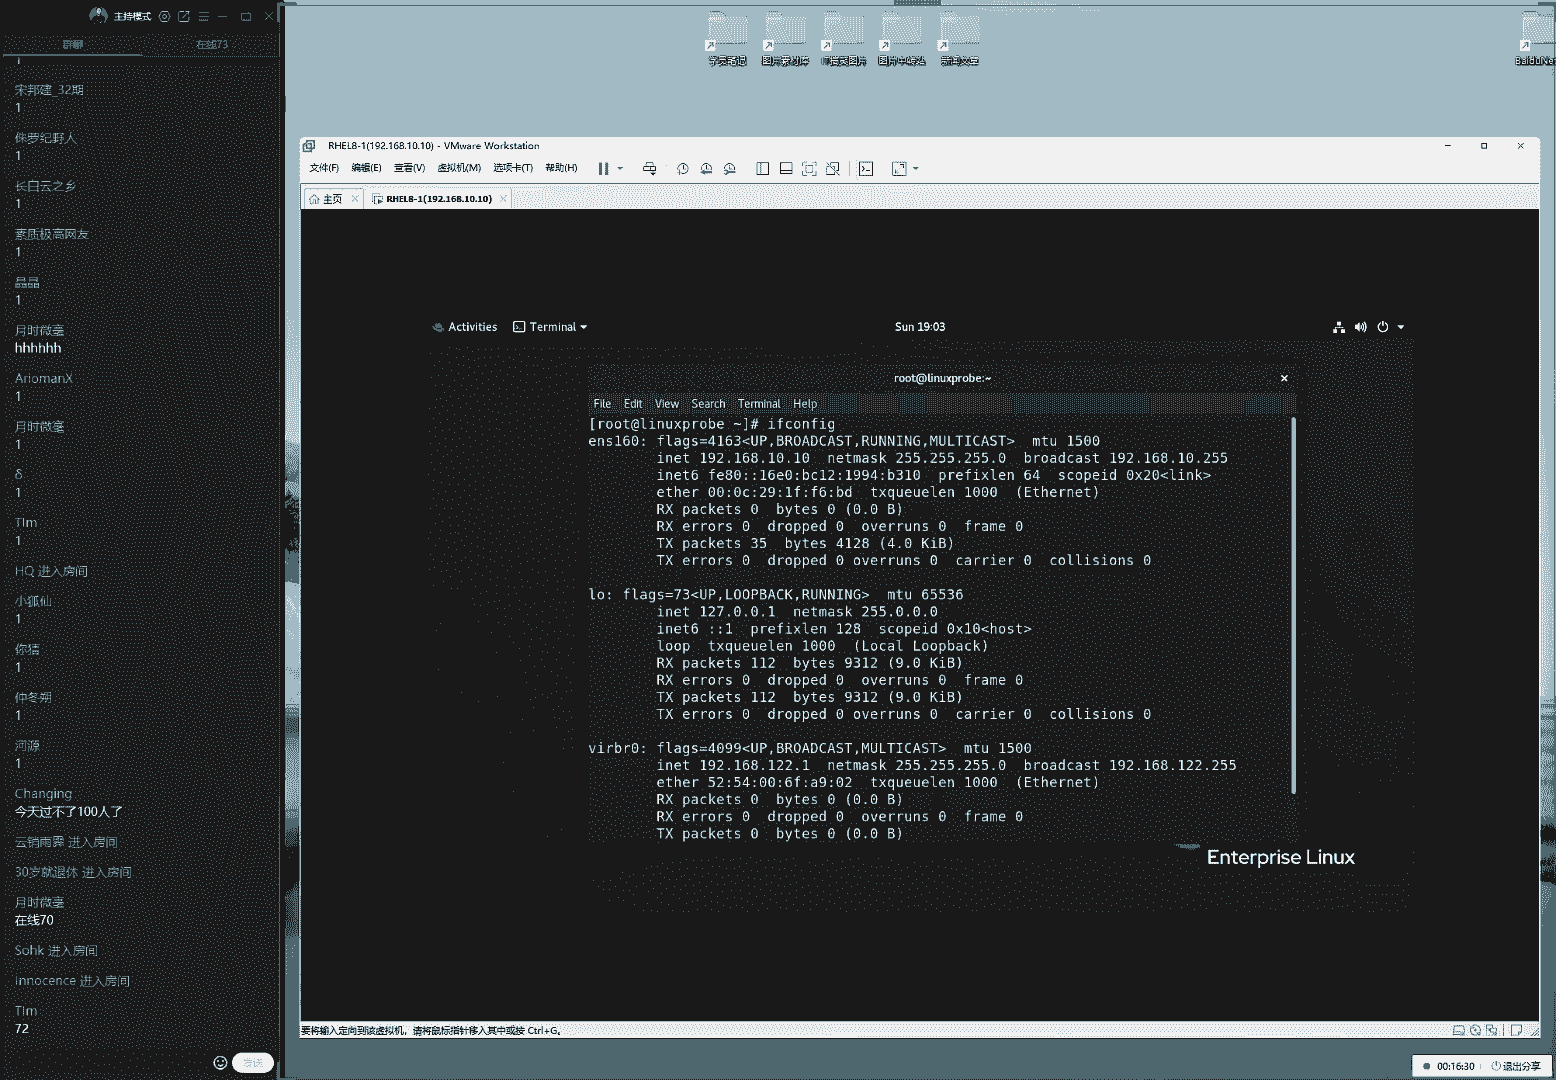 主持模式
群聊 在线73
1
宋邦建_32期
1
侏罗纪野人
1
长白云之乡
1
素质极高网友
1
晶晶
1
月时微毫
hhhhhh
AriomanX
1
月时微毫
1
δ
1
TIm
1
HQ 进入房间
小狐仙
1
你猜
1
仲冬朔
1
河源
1
Changing
今天过不了100人了
云销雨霁 进入房间
30岁就退休 进入房间
月时微毫
在线70
Sohk 进入房间
innocence 进入房间
TIm
72
发送
学员笔记 图片素材库 图片中转站 新闻文案 BaiduNe
RHEL8-1(192.168.10.10) - VMware Workstation
文件(F) 编辑(E) 查看(V) 虚拟机(M) 选项卡(T) 帮助(H)
主页 RHEL8-1(192.168.10.10)
Activities Terminal Sun 19:03
root@linuxprobe:~
File Edit View Search Terminal Help
[root@linuxprobe ~]# ifconfig
ens160: flags=4163<UP,BROADCAST,RUNNING,MULTICAST>  mtu 1500
inet 192.168.10.10  netmask 255.255.255.0  broadcast 192.168.10.255
inet6 fe80::16e0:bc12:1994:b310  prefixlen 64  scopeid 0x20<link>
ether 00:0c:29:1f:f6:bd  txqueuelen 1000  (Ethernet)
RX packets 0  bytes 0 (0.0 B)
RX errors 0  dropped 0  overruns 0  frame 0
TX packets 35  bytes 4128 (4.0 KiB)
TX errors 0  dropped 0 overruns 0  carrier 0  collisions 0
lo: flags=73<UP,LOOPBACK,RUNNING>  mtu 65536
inet 127.0.0.1  netmask 255.0.0.0
inet6 ::1  prefixlen 128  scopeid 0x10<host>
loop  txqueuelen 1000  (Local Loopback)
RX packets 112  bytes 9312 (9.0 KiB)
RX errors 0  dropped 0  overruns 0  frame 0
TX packets 112  bytes 9312 (9.0 KiB)
TX errors 0  dropped 0 overruns 0  carrier 0  collisions 0
virbr0: flags=4099<UP,BROADCAST,MULTICAST>  mtu 1500
inet 192.168.122.1  netmask 255.255.255.0  broadcast 192.168.122.255
ether 52:54:00:6f:a9:02  txqueuelen 1000  (Ethernet)
RX packets 0  bytes 0 (0.0 B)
RX errors 0  dropped 0  overruns 0  frame 0
TX packets 0  bytes 0 (0.0 B)
Enterprise Linux
要将输入定向到该虚拟机，请将鼠标指针移入其中或按 Ctrl+G。
00:16:30 退出分享